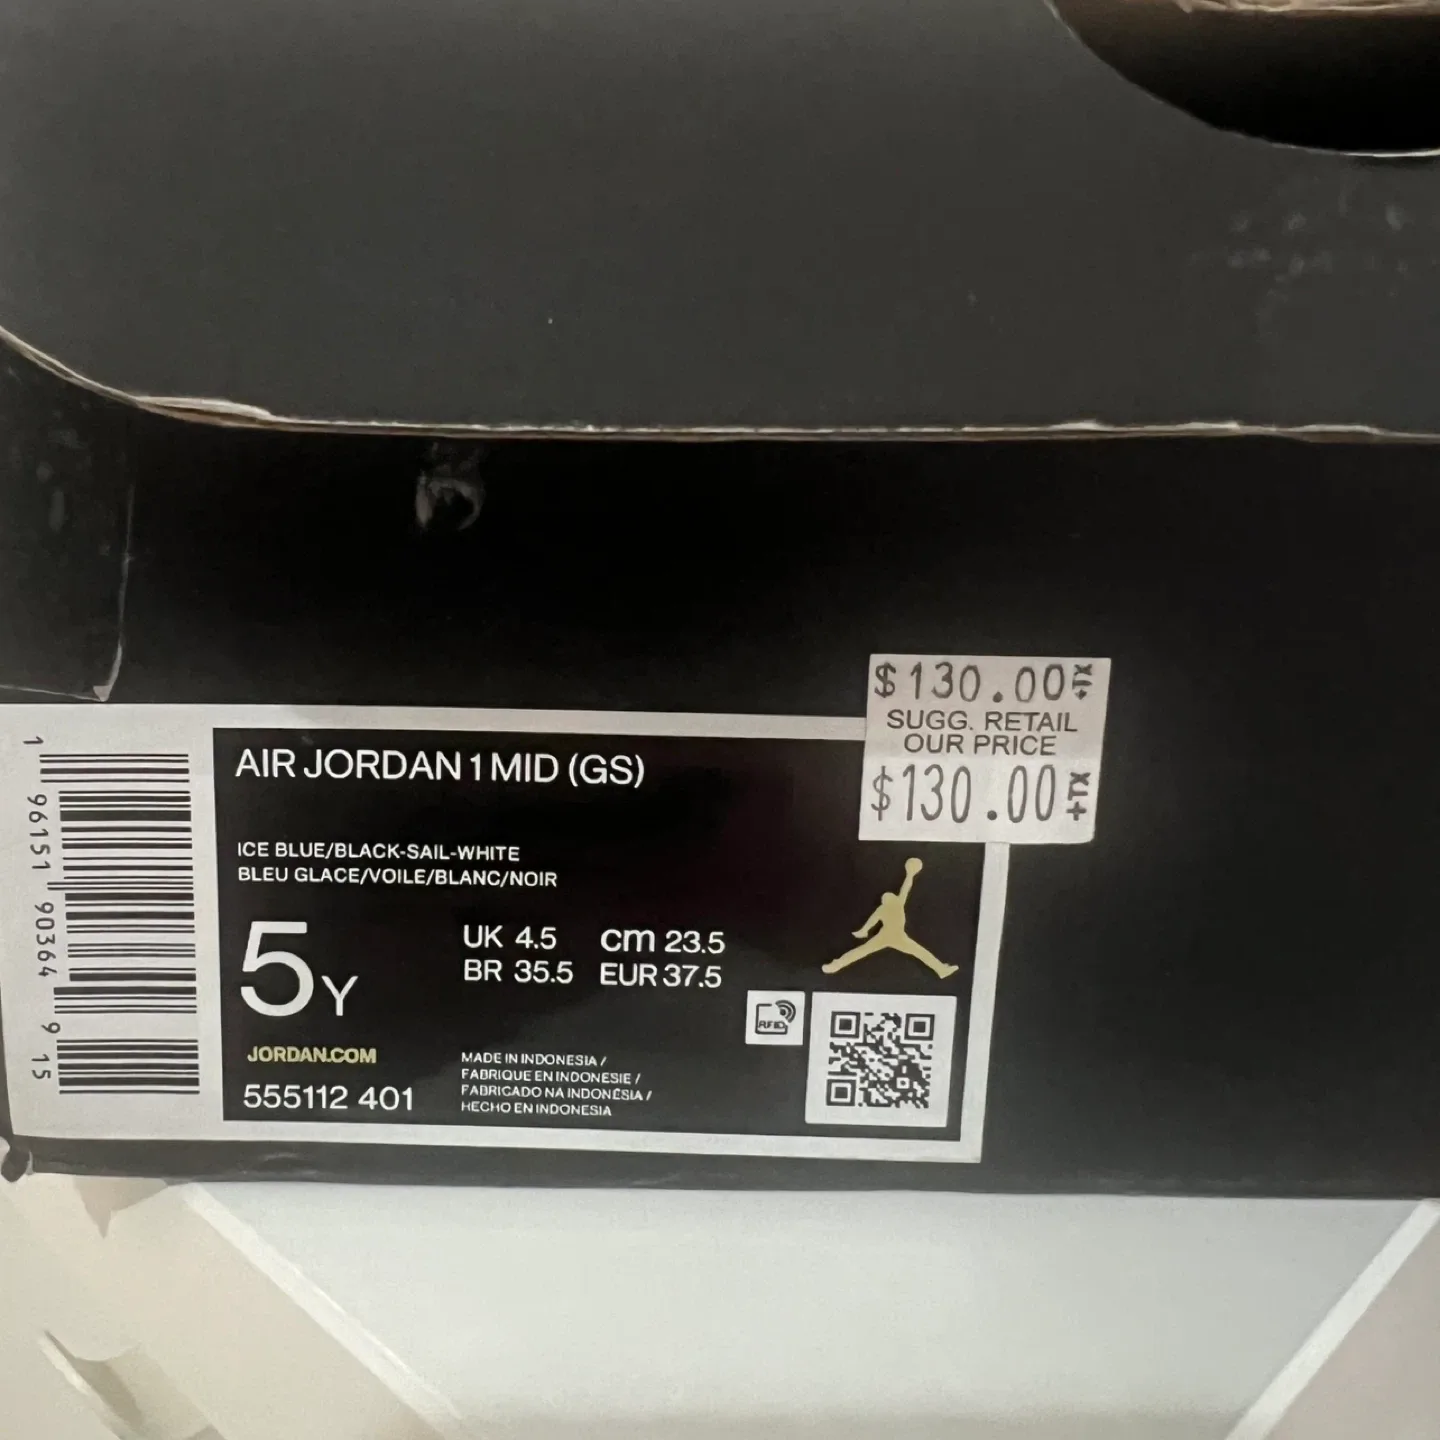 $130.00+TX
SUGG. RETAIL
OUR PRICE
$130.00+TX
AIR JORDAN 1 MID (GS)
ICE BLUE/BLACK-SAIL-WHITE
BLEU GLACE/VOILE/BLANC/NOIR
5Y
UK 4.5 cm 23.5
BR 35.5 EUR 37.5
JORDAN.COM
555112 401
MADE IN INDONESIA /
FABRIQUE EN INDONESIE /
FABRICADO NA INDONÉSIA /
HECHO EN INDONESIA
RFID
1 96151 90364 9 15